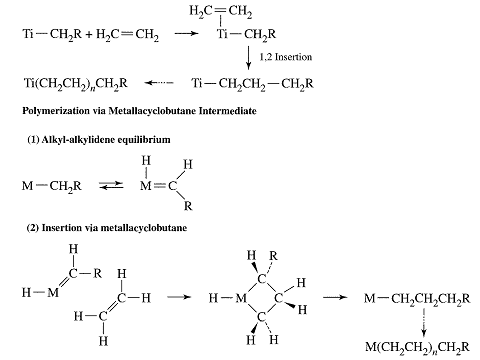 H₂C=CH₂
Ti—CH₂R + H₂C=CH₂ → Ti—CH₂R
1,2 Insertion
Ti(CH₂CH₂)ₙCH₂R ← Ti—CH₂CH₂—CH₂R
Polymerization via Metallacyclobutane Intermediate
(1) Alkyl-alkylidene equilibrium
H H
M—CH₂R ⇌ M=C
R
(2) Insertion via metallacyclobutane
H H R
C—R H C H
H—M C—H → H—M C → M—CH₂CH₂CH₂R
H—C C H
H H H
M(CH₂CH₂)ₙCH₂R